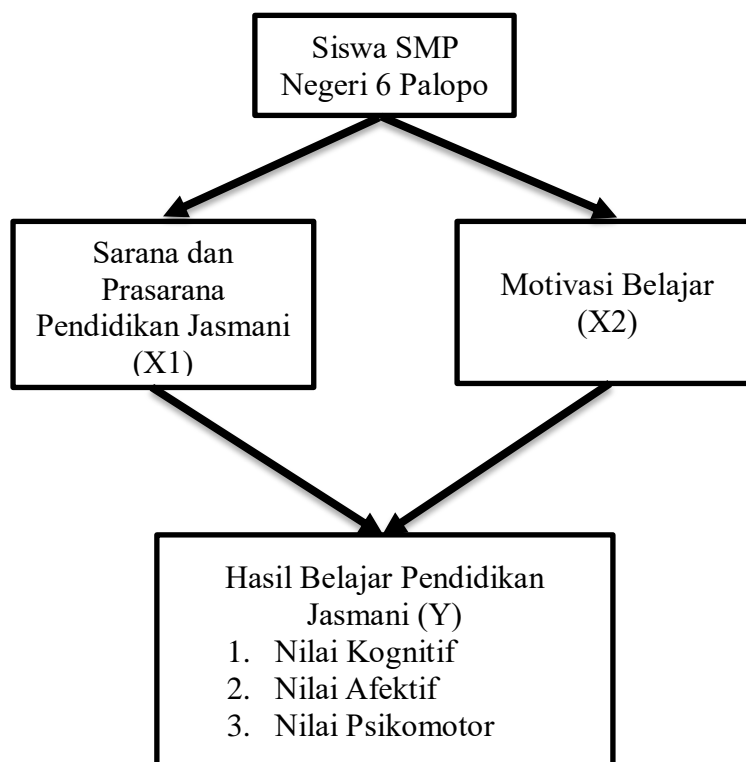 Siswa SMP
Negeri 6 Palopo
Sarana dan
Prasarana
Pendidikan Jasmani
(X1)
Motivasi Belajar
(X2)
Hasil Belajar Pendidikan
Jasmani (Y)
1. Nilai Kognitif
2. Nilai Afektif
3. Nilai Psikomotor